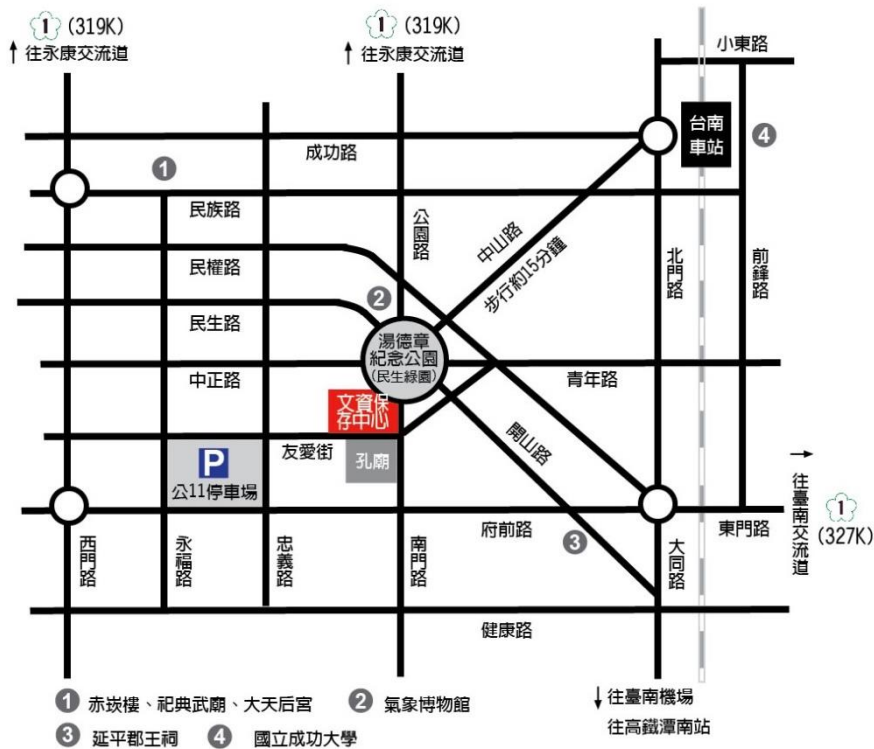 1 (319K)
往永康交流道
1 (319K)
往永康交流道
小東路
台南
車站
4
成功路
1
民族路
公園路
中山路
步行約15分鐘
北門路
前鋒路
民權路
2
民生路
湯德章
紀念公園
(民生綠園)
中正路
青年路
文資保
存中心
友愛街
孔廟
開山路
P
公11停車場
往臺南交流道
1
(327K)
府前路
東門路
3
西門路
永福路
忠義路
南門路
大同路
健康路
往臺南機場
往高鐵潭南站
1 赤崁樓、祀典武廟、大天后宮
2 氣象博物館
3 延平郡王祠
4 國立成功大學